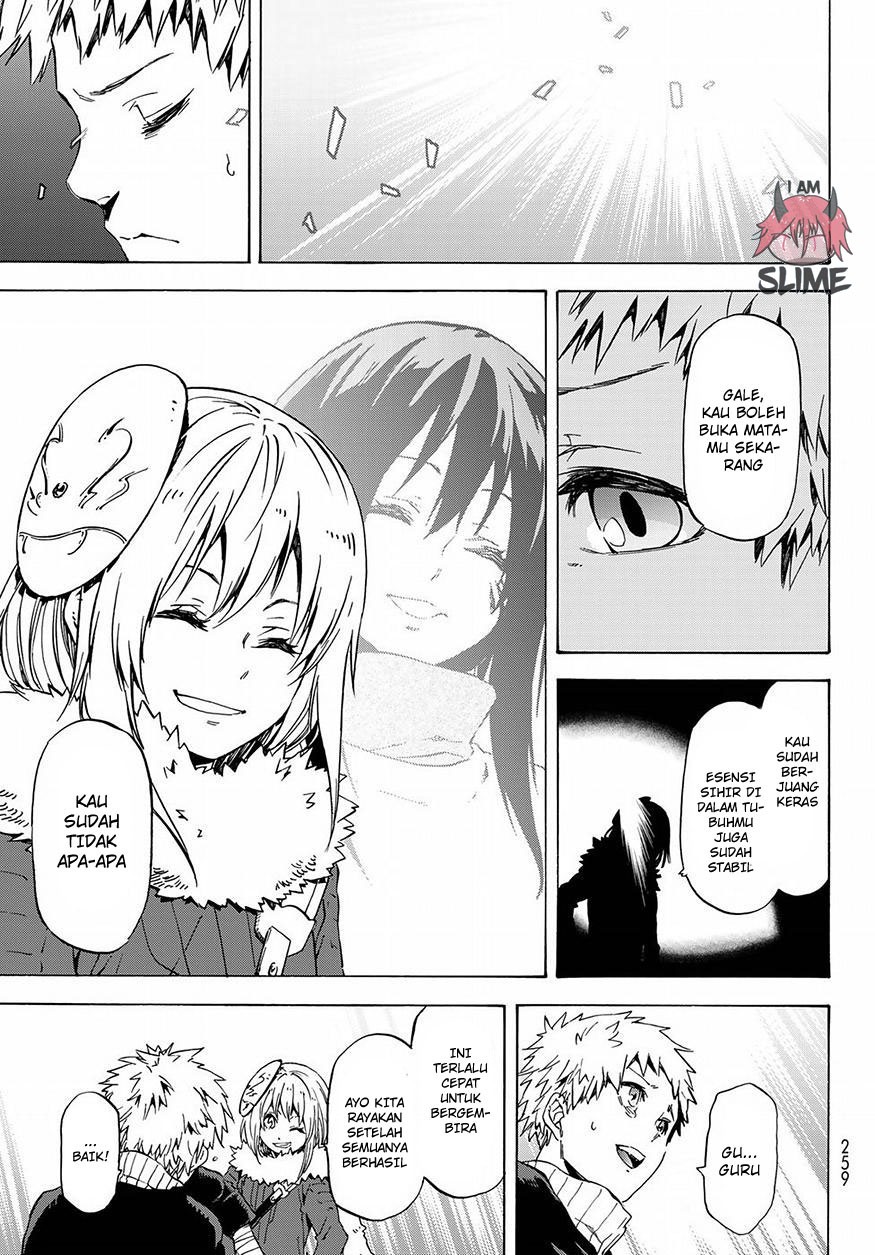 I AM
SLIME
GALE,
KAU BOLEH
BUKA MATA-
MU SEKA-
RANG
KAU
SUDAH
BER-
JUANG
KERAS
ESENSI
SIHIR DI
DALAM TU-
BUHMU
JUGA
SUDAH
STABIL
KAU
SUDAH
TIDAK
APA-APA
GU...
GURU
INI
TERLALU
CEPAT
UNTUK
BERGEM-
BIRA
AYO KITA
RAYAKAN
SETELAH
SEMUANYA
BERHASIL
...
BAIK!
259